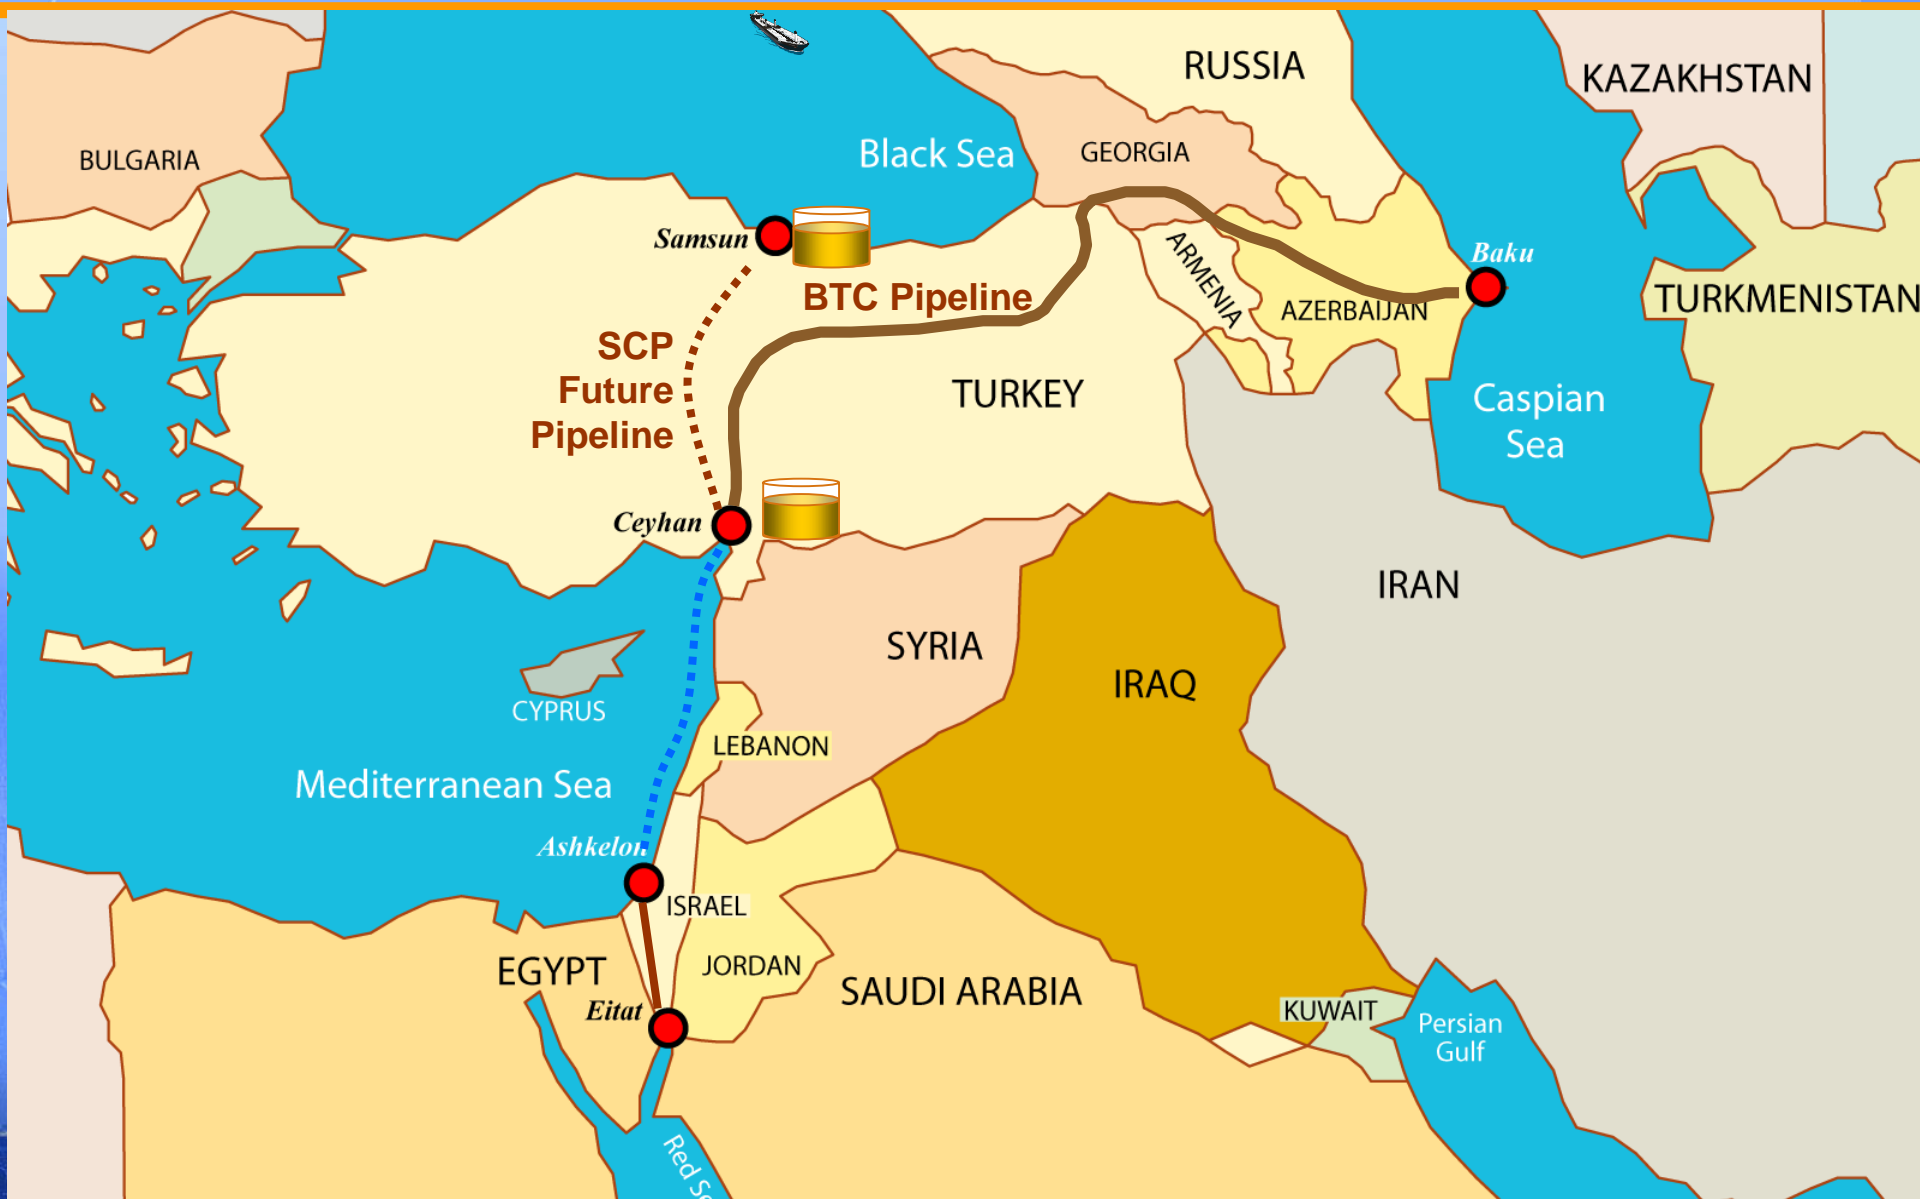 RUSSIA
KAZAKHSTAN
BULGARIA
Black Sea
GEORGIA
Samsun
ARMENIA
Baku
BTC Pipeline
AZERBAIJAN
TURKMENISTAN
SCP
Future
Pipeline
TURKEY
Caspian
Sea
Ceyhan
IRAN
SYRIA
IRAQ
CYPRUS
LEBANON
Mediterranean Sea
Ashkelon
ISRAEL
EGYPT
JORDAN
SAUDI ARABIA
Eitat
KUWAIT
Persian
Gulf
Red